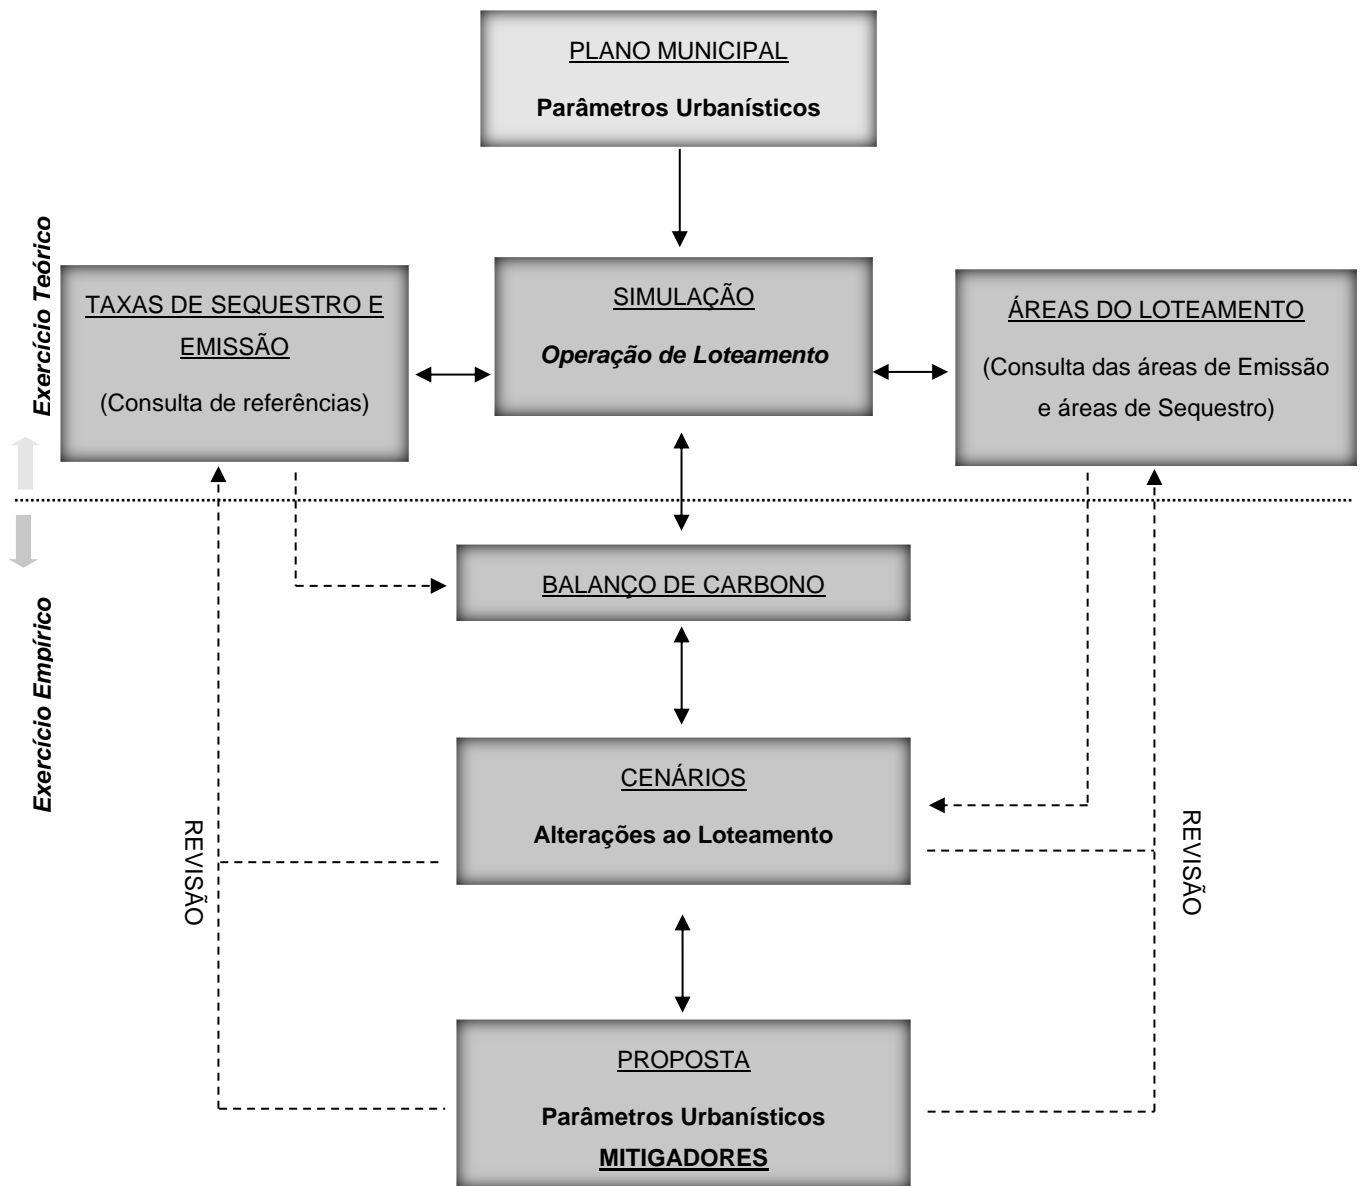 PLANO MUNICIPAL
Parâmetros Urbanísticos
Exercício Teórico
TAXAS DE SEQUESTRO E
EMISSÃO
(Consulta de referências)
SIMULAÇÃO
Operação de Loteamento
ÁREAS DO LOTEAMENTO
(Consulta das áreas de Emissão
e áreas de Sequestro)
Exercício Empírico
BALANÇO DE CARBONO
CENÁRIOS
Alterações ao Loteamento
REVISÃO
REVISÃO
PROPOSTA
Parâmetros Urbanísticos
MITIGADORES